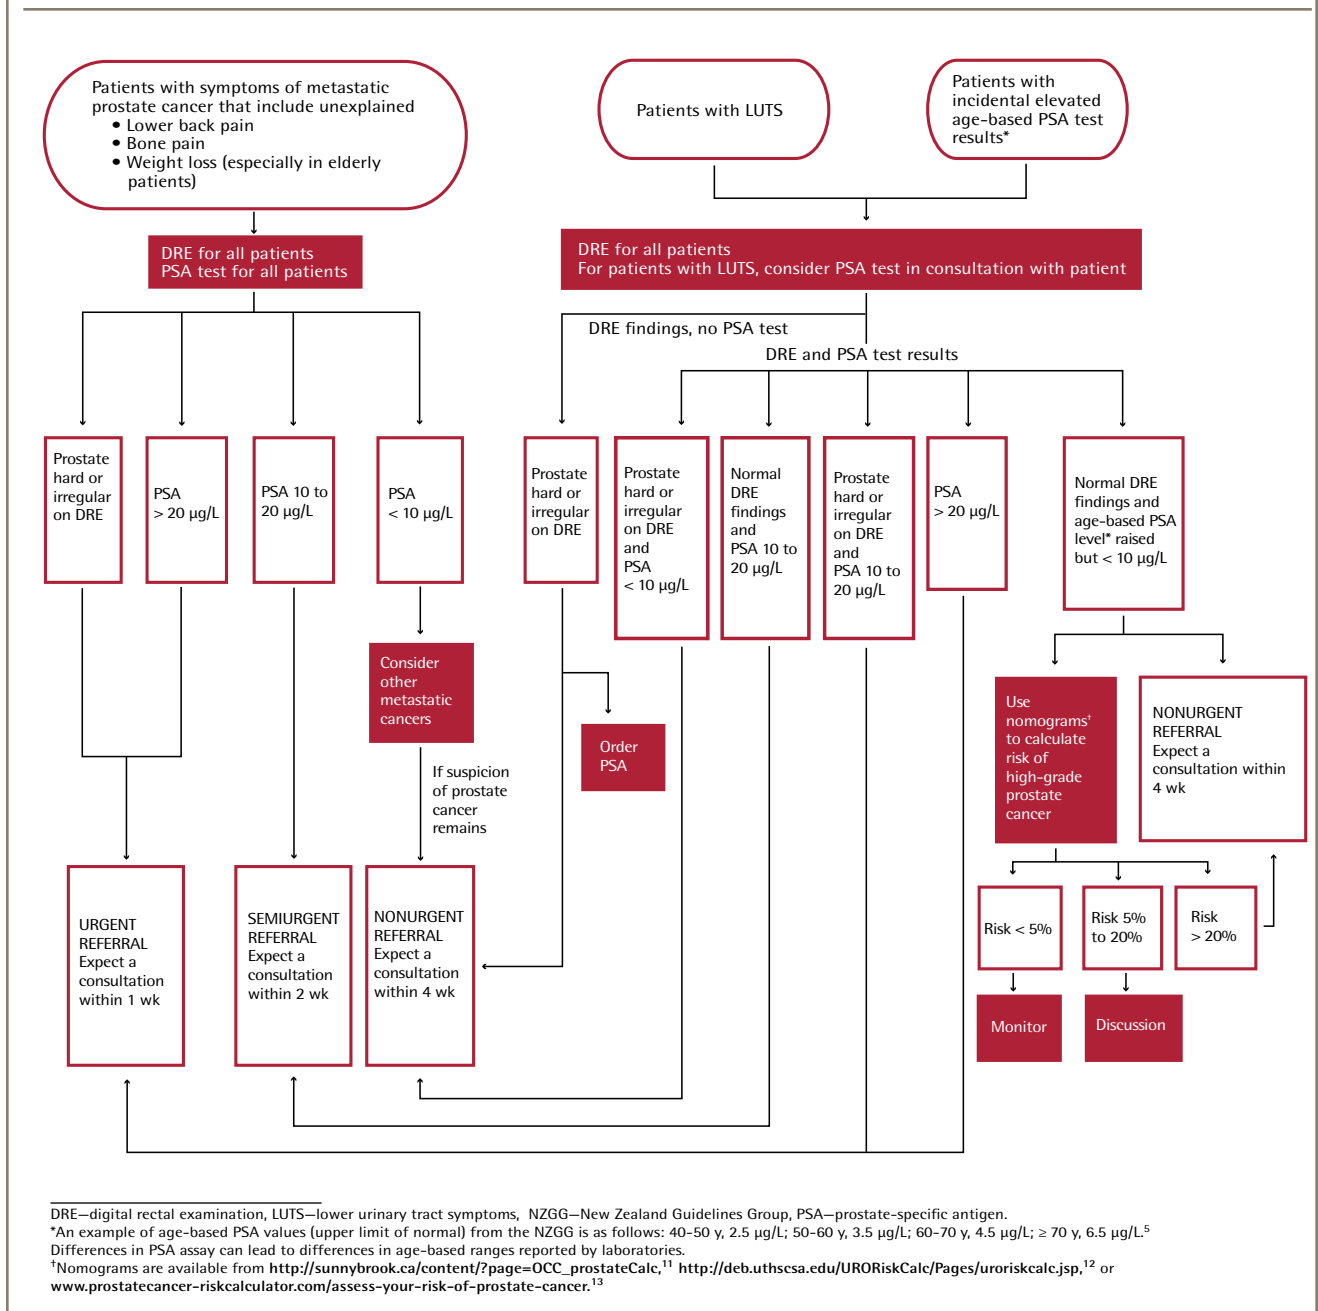 Patients with symptoms of metastatic
prostate cancer that include unexplained
• Lower back pain
• Bone pain
• Weight loss (especially in elderly
patients)
Patients with LUTS
Patients with
incidental elevated
age-based PSA test
results*
DRE for all patients
PSA test for all patients
DRE for all patients
For patients with LUTS, consider PSA test in consultation with patient
DRE findings, no PSA test
DRE and PSA test results
Prostate
hard or
irregular
on DRE
PSA
> 20 µg/L
PSA 10 to
20 µg/L
PSA
< 10 µg/L
Prostate
hard or
irregular
on DRE
Prostate
hard or
irregular
on DRE
and
PSA
< 10 µg/L
Normal
DRE
findings
and
PSA 10 to
20 µg/L
Prostate
hard or
irregular
on DRE
and
PSA 10 to
20 µg/L
PSA
> 20 µg/L
Normal DRE
findings and
age-based PSA
level* raised
but < 10 µg/L
Consider
other
metastatic
cancers
If suspicion
of prostate
cancer
remains
Order
PSA
Use
nomograms†
to calculate
risk of
high-grade
prostate
cancer
NONURGENT
REFERRAL
Expect a
consultation within
4 wk
Risk < 5%
Risk 5%
to 20%
Risk
> 20%
Monitor
Discussion
URGENT
REFERRAL
Expect a
consultation
within 1 wk
SEMIURGENT
REFERRAL
Expect a
consultation
within 2 wk
NONURGENT
REFERRAL
Expect a
consultation
within 4 wk
DRE—digital rectal examination, LUTS—lower urinary tract symptoms, NZGG—New Zealand Guidelines Group, PSA—prostate-specific antigen.
*An example of age-based PSA values (upper limit of normal) from the NZGG is as follows: 40-50 y, 2.5 µg/L; 50-60 y, 3.5 µg/L; 60-70 y, 4.5 µg/L; ≥ 70 y, 6.5 µg/L.5
Differences in PSA assay can lead to differences in age-based ranges reported by laboratories.
†Nomograms are available from http://sunnybrook.ca/content/?page=OCC_prostateCalc,11 http://deb.uthscsa.edu/URORiskCalc/Pages/uroriskcalc.jsp,12 or
www.prostatecancer-riskcalculator.com/assess-your-risk-of-prostate-cancer.13